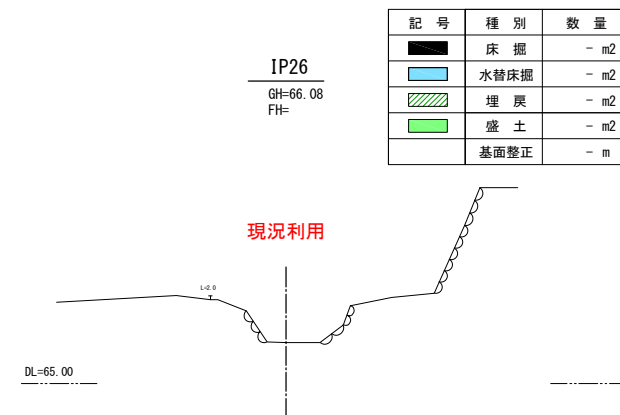 記 号 種 別 数 量
床 掘 - m2
水替床掘 - m2
埋 戻 - m2
盛 土 - m2
基面整正 - m
IP26
GH=66.08
FH=
現況利用
L=2.0
DL=65.00